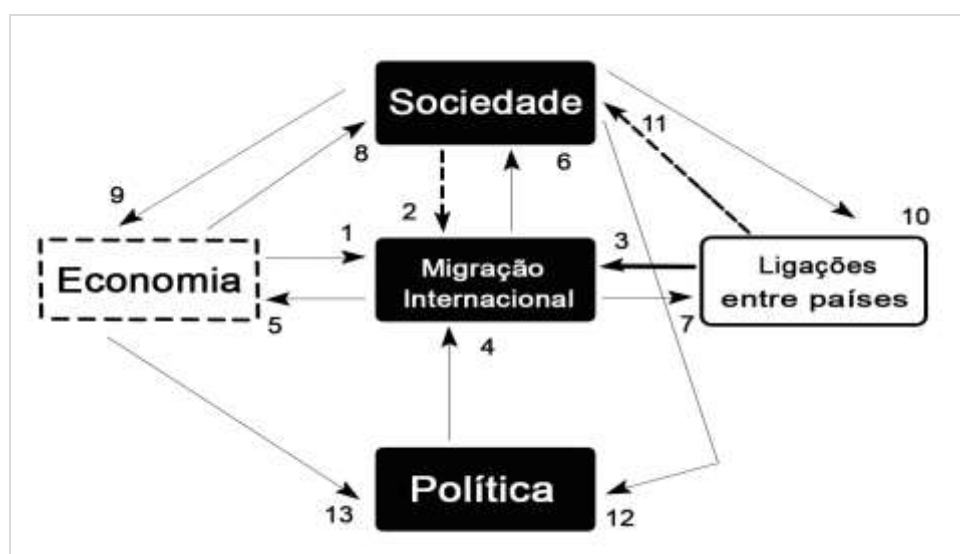 Sociedade
11
8
6
9
2
10
1
3
Economia
Migração
Internacional
Ligações
entre países
5
7
4
Política
13
12